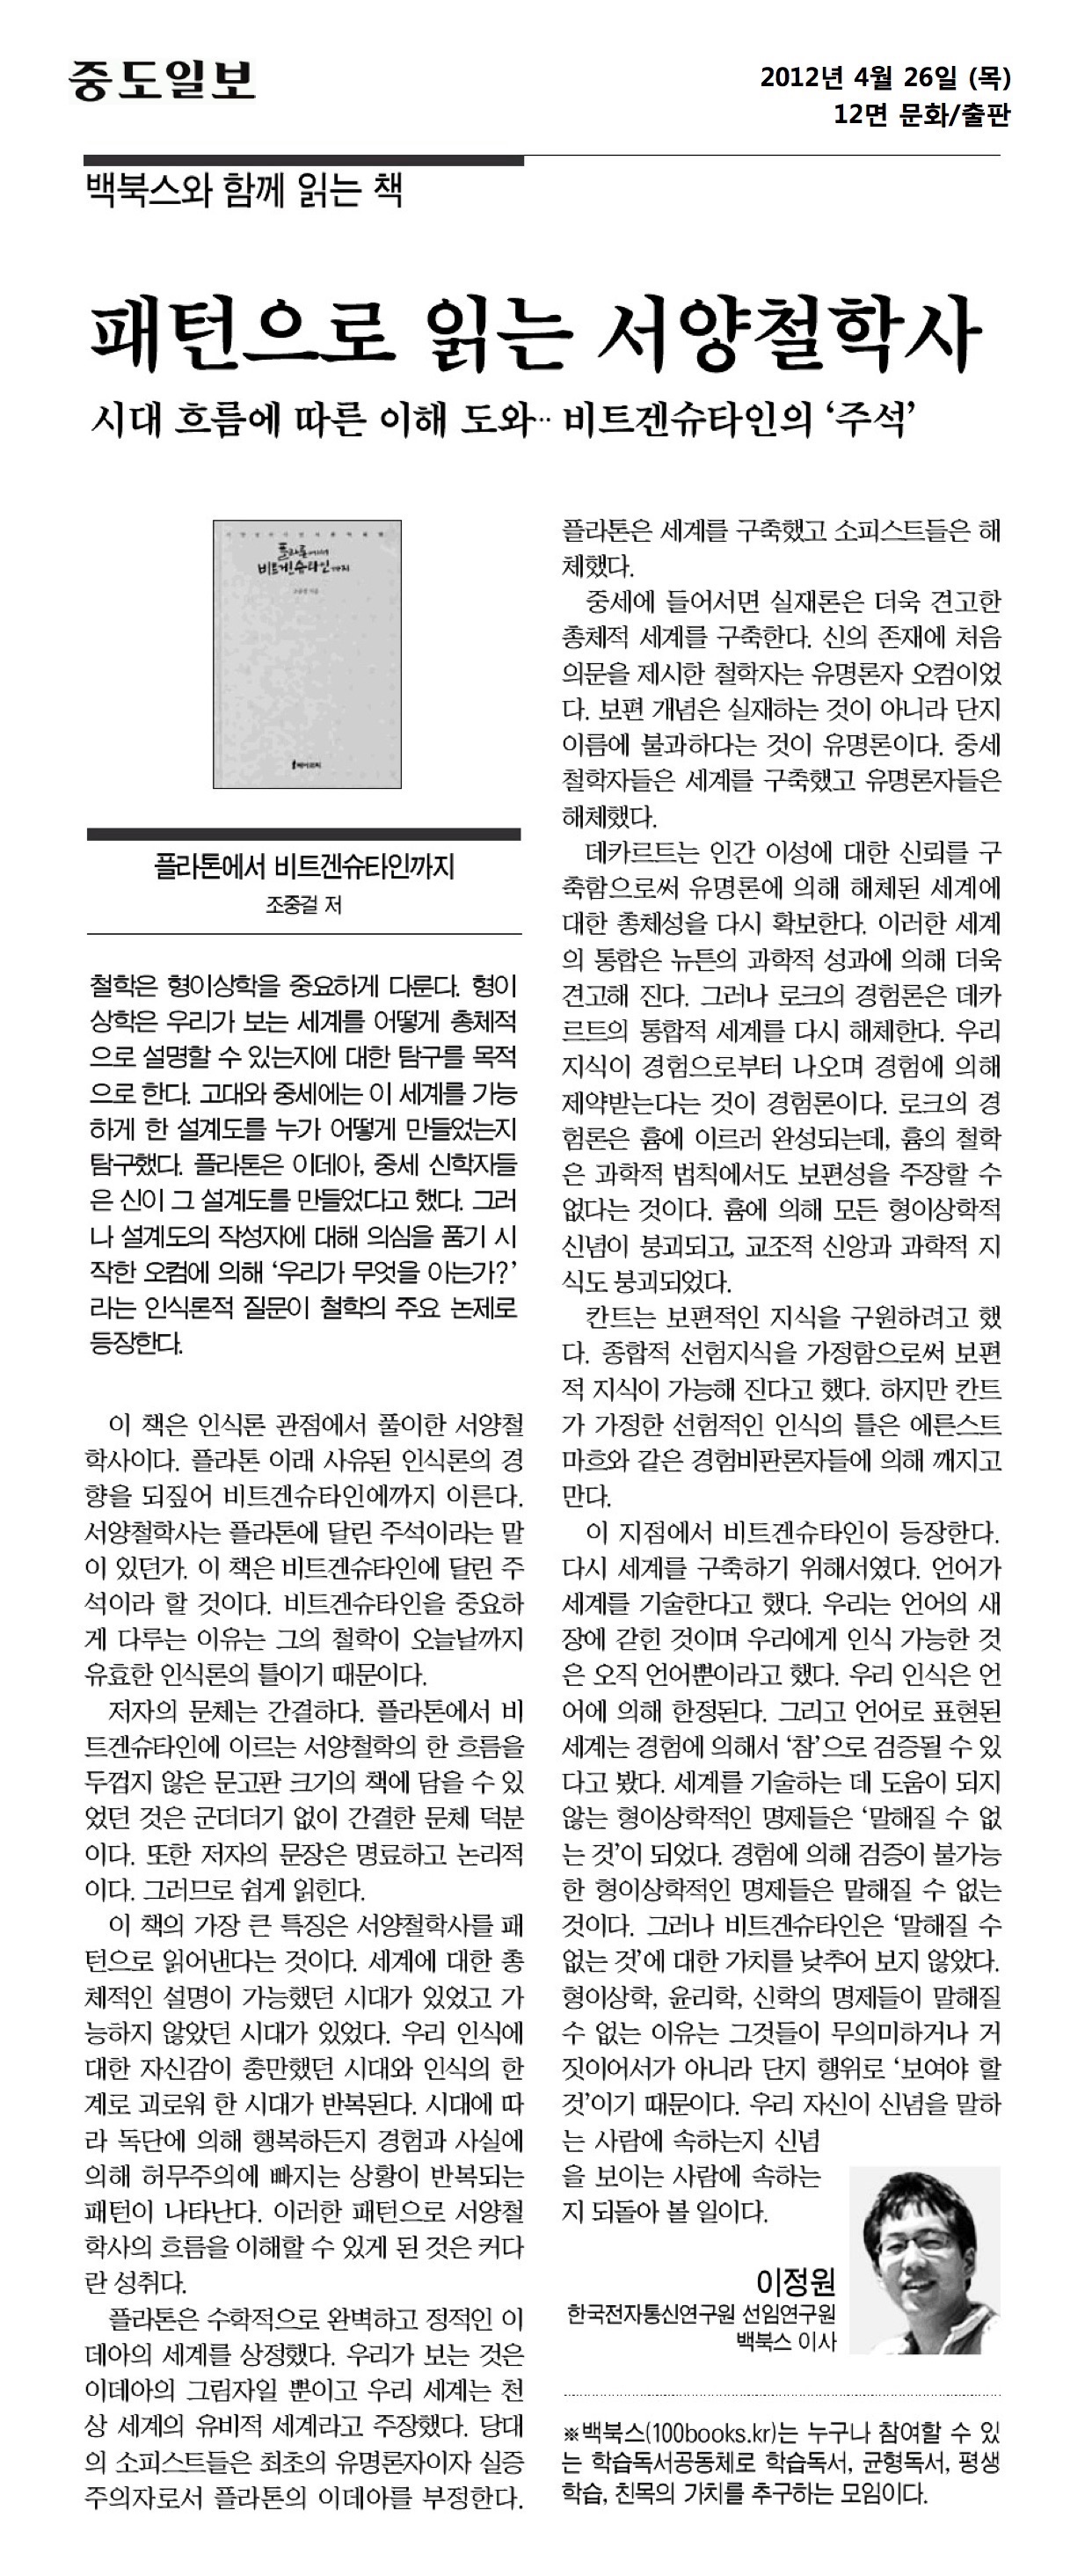 중도일보
2012년 4월 26일 (목)
12면 문화/출판
백북스와 함께 읽는 책
패턴으로 읽는 서양철학사
시대 흐름에 따른 이해 도와… 비트겐슈타인의 ‘주석’
플라톤에서
비트겐슈타인까지
플라톤에서 비트겐슈타인까지
조중걸 저
철학은 형이상학을 중요하게 다룬다. 형이
상학은 우리가 보는 세계를 어떻게 총체적
으로 설명할 수 있는지에 대한 탐구를 목적
으로 한다. 고대와 중세에는 이 세계를 가능
하게 한 설계도를 누가 어떻게 만들었는지
탐구했다. 플라톤은 이데아, 중세 신학자들
은 신이 그 설계도를 만들었다고 했다. 그러
나 설계도의 작성자에 대해 의심을 품기 시
작한 오컴에 의해 ‘우리가 무엇을 아는가?’
라는 인식론적 질문이 철학의 주요 논제로
등장한다.
이 책은 인식론 관점에서 풀이한 서양철
학사이다. 플라톤 이래 사유된 인식론의 경
향을 되짚어 비트겐슈타인에까지 이른다.
서양철학사는 플라톤에 달린 주석이라는 말
이 있던가. 이 책은 비트겐슈타인에 달린 주
석이라 할 것이다. 비트겐슈타인을 중요하
게 다루는 이유는 그의 철학이 오늘날까지
유효한 인식론의 틀이기 때문이다.
저자의 문체는 간결하다. 플라톤에서 비
트겐슈타인에 이르는 서양철학의 한 흐름을
두껍지 않은 문고판 크기의 책에 담을 수 있
었던 것은 군더더기 없이 간결한 문체 덕분
이다. 또한 저자의 문장은 명료하고 논리적
이다. 그러므로 쉽게 읽힌다.
이 책의 가장 큰 특징은 서양철학사를 패
턴으로 읽어낸다는 것이다. 세계에 대한 총
체적인 설명이 가능했던 시대가 있었고 가
능하지 않았던 시대가 있었다. 우리 인식에
대한 자신감이 충만했던 시대와 인식의 한
계로 괴로워 한 시대가 반복된다. 시대에 따
라 독단에 의해 행복하든지 경험과 사실에
의해 허무주의에 빠지는 상황이 반복되는
패턴이 나타난다. 이러한 패턴으로 서양철
학사의 흐름을 이해할 수 있게 된 것은 커다
란 성취다.
플라톤은 수학적으로 완벽하고 정적인 이
데아의 세계를 상정했다. 우리가 보는 것은
이데아의 그림자일 뿐이고 우리 세계는 천
상 세계의 유비적 세계라고 주장했다. 당대
의 소피스트들은 최초의 유명론자이자 실증
주의자로서 플라톤의 이데아를 부정한다.
플라톤은 세계를 구축했고 소피스트들은 해
체했다.
중세에 들어서면 실재론은 더욱 견고한
총체적 세계를 구축한다. 신의 존재에 처음
의문을 제시한 철학자는 유명론자 오컴이었
다. 보편 개념은 실재하는 것이 아니라 단지
이름에 불과하다는 것이 유명론이다. 중세
철학자들은 세계를 구축했고 유명론자들은
해체했다.
데카르트는 인간 이성에 대한 신뢰를 구
축함으로써 유명론에 의해 해체된 세계에
대한 총체성을 다시 확보한다. 이러한 세계
의 통합은 뉴튼의 과학적 성과에 의해 더욱
견고해 진다. 그러나 로크의 경험론은 데카
르트의 통합적 세계를 다시 해체한다. 우리
지식이 경험으로부터 나오며 경험에 의해
제약받는다는 것이 경험론이다. 로크의 경
험론은 흄에 이르러 완성되는데, 흄의 철학
은 과학적 법칙에서도 보편성을 주장할 수
없다는 것이다. 흄에 의해 모든 형이상학적
신념이 붕괴되고, 교조적 신앙과 과학적 지
식도 붕괴되었다.
칸트는 보편적인 지식을 구원하려고 했
다. 종합적 선험지식을 가정함으로써 보편
적 지식이 가능해 진다고 했다. 하지만 칸트
가 가정한 선험적인 인식의 틀은 에른스트
마흐와 같은 경험비판론자들에 의해 깨지고
만다.
이 지점에서 비트겐슈타인이 등장한다.
다시 세계를 구축하기 위해서였다. 언어가
세계를 기술한다고 했다. 우리는 언어의 새
장에 갇힌 것이며 우리에게 인식 가능한 것
은 오직 언어뿐이라고 했다. 우리 인식은 언
어에 의해 한정된다. 그리고 언어로 표현된
세계는 경험에 의해서 ‘참’으로 검증될 수 있
다고 봤다. 세계를 기술하는 데 도움이 되지
않는 형이상학적인 명제들은 ‘말해질 수 없
는 것’이 되었다. 경험에 의해 검증이 불가능
한 형이상학적인 명제들은 말해질 수 없는
것이다. 그러나 비트겐슈타인은 ‘말해질 수
없는 것’에 대한 가치를 낮추어 보지 않았다.
형이상학, 윤리학, 신학의 명제들이 말해질
수 없는 이유는 그것들이 무의미하거나 거
짓이어서가 아니라 단지 행위로 ‘보여야 할
것’이기 때문이다. 우리 자신이 신념을 말하
는 사람에 속하는지 신념
을 보이는 사람에 속하는
지 되돌아 볼 일이다.
이정원
한국전자통신연구원 선임연구원
백북스 이사
※백북스(100books.kr)는 누구나 참여할 수 있
는 학습독서공동체로 학습독서, 균형독서, 평생
학습, 친목의 가치를 추구하는 모임이다.